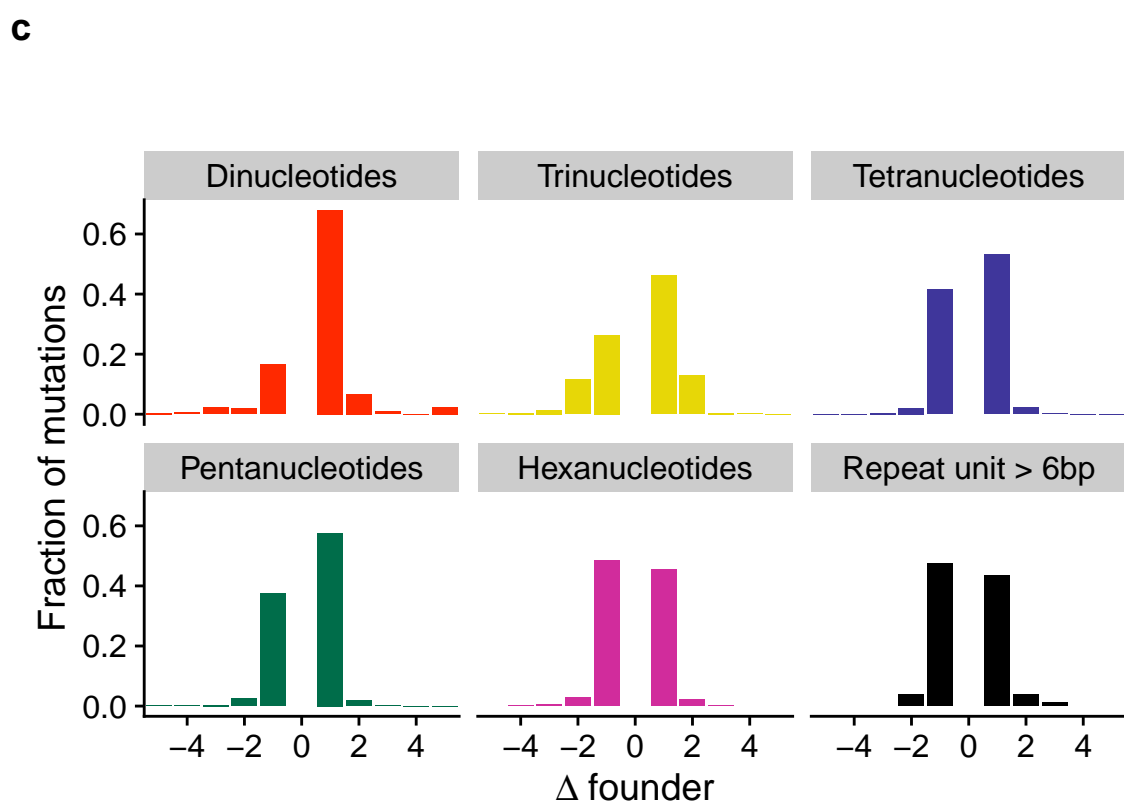 c
Dinucleotides
Trinucleotides
Tetranucleotides
0.6
0.4
0.2
0.0
Fraction of mutations
Pentanucleotides
Hexanucleotides
Repeat unit > 6bp
0.6
0.4
0.2
0.0
−4 −2 0 2 4
−4 −2 0 2 4
−4 −2 0 2 4
Δ founder